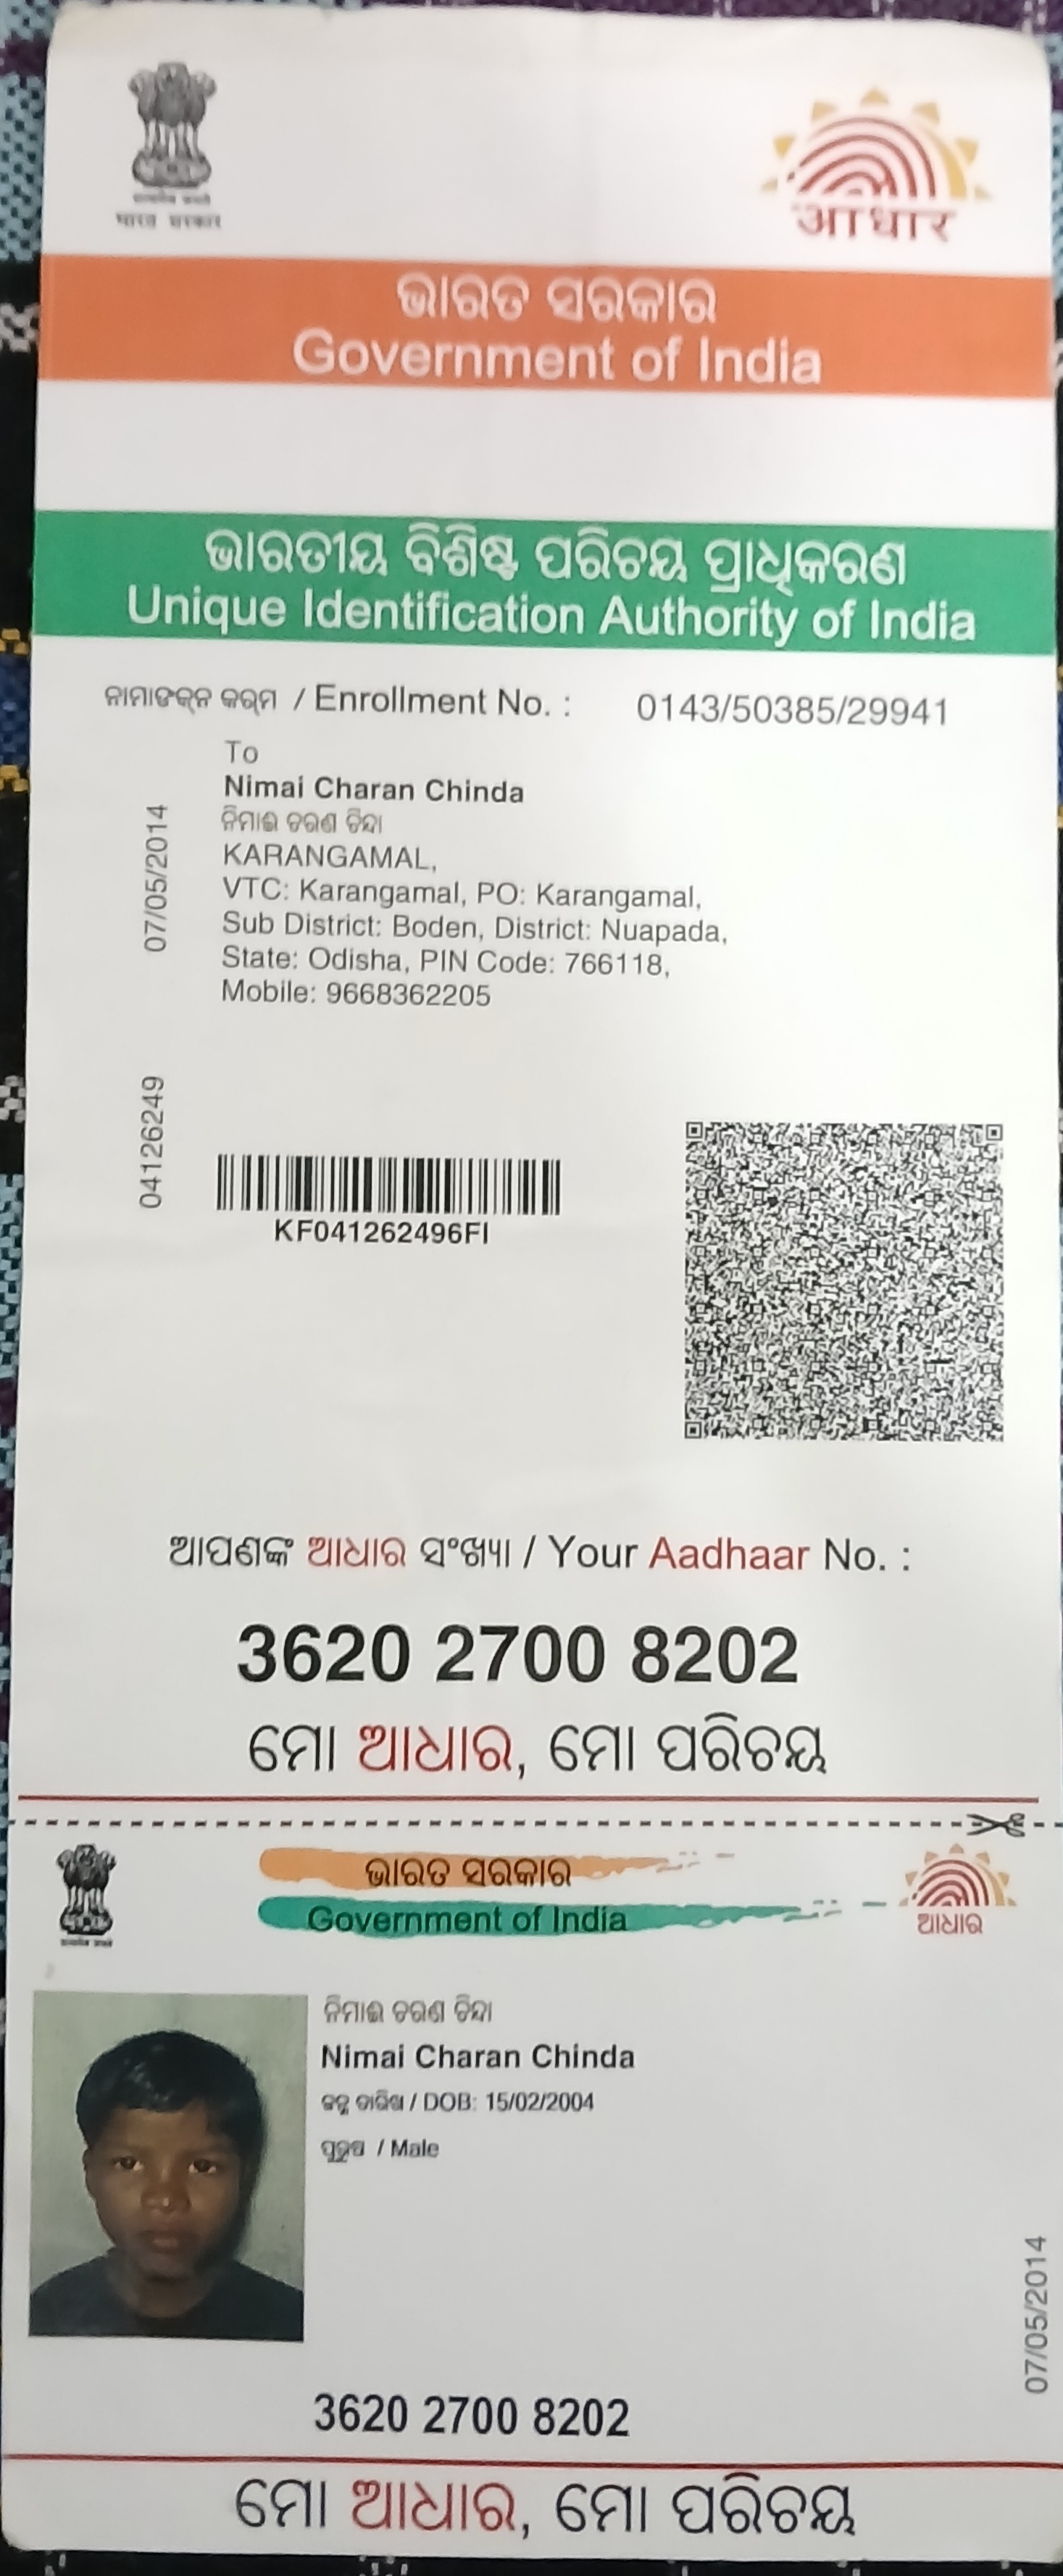 भारत सरकार
आधार
ଭାରତ ସରକାର
Government of India
ଭାରତୀୟ ବିଶିଷ୍ଟ ପରିଚୟ ପ୍ରାଧିକରଣ
Unique Identification Authority of India
ନାମାଙ୍କନ କ୍ରମ / Enrollment No. : 0143/50385/29941
To
Nimai Charan Chinda
ନିମାଇ ଚରଣ ଚିନ୍ଦା
KARANGAMAL,
VTC: Karangamal, PO: Karangamal,
Sub District: Boden, District: Nuapada,
State: Odisha, PIN Code: 766118,
Mobile: 9668362205
07/05/2014
04126249
KF041262496FI
ଆପଣଙ୍କ ଆଧାର ସଂଖ୍ୟା / Your Aadhaar No. :
3620 2700 8202
ମୋ ଆଧାର, ମୋ ପରିଚୟ
ଭାରତ ସରକାର
Government of India
ଆଧାର
ନିମାଇ ଚରଣ ଚିନ୍ଦା
Nimai Charan Chinda
ଜନ୍ମ ତାରିଖ / DOB: 15/02/2004
ପୁରୁଷ / Male
07/05/2014
3620 2700 8202
ମୋ ଆଧାର, ମୋ ପରିଚୟ